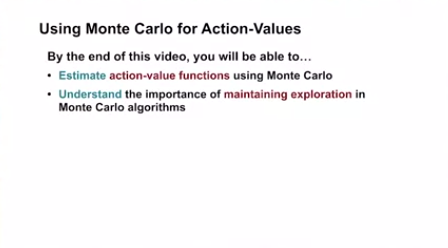 Using Monte Carlo for Action-Values
By the end of this video, you will be able to…
• Estimate action-value functions using Monte Carlo
• Understand the importance of maintaining exploration in
Monte Carlo algorithms